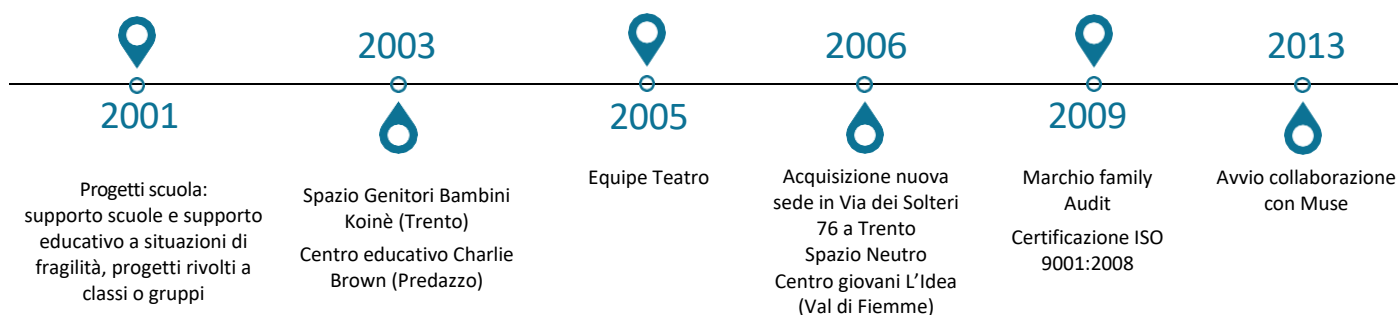 2001
Progetti scuola:
supporto scuole e supporto
educativo a situazioni di
fragilità, progetti rivolti a
classi o gruppi
2003
Spazio Genitori Bambini
Koinè (Trento)
Centro educativo Charlie
Brown (Predazzo)
2005
Equipe Teatro
2006
Acquisizione nuova
sede in Via dei Solteri
76 a Trento
Spazio Neutro
Centro giovani L’Idea
(Val di Fiemme)
2009
Marchio family
Audit
Certificazione ISO
9001:2008
2013
Avvio collaborazione
con Muse